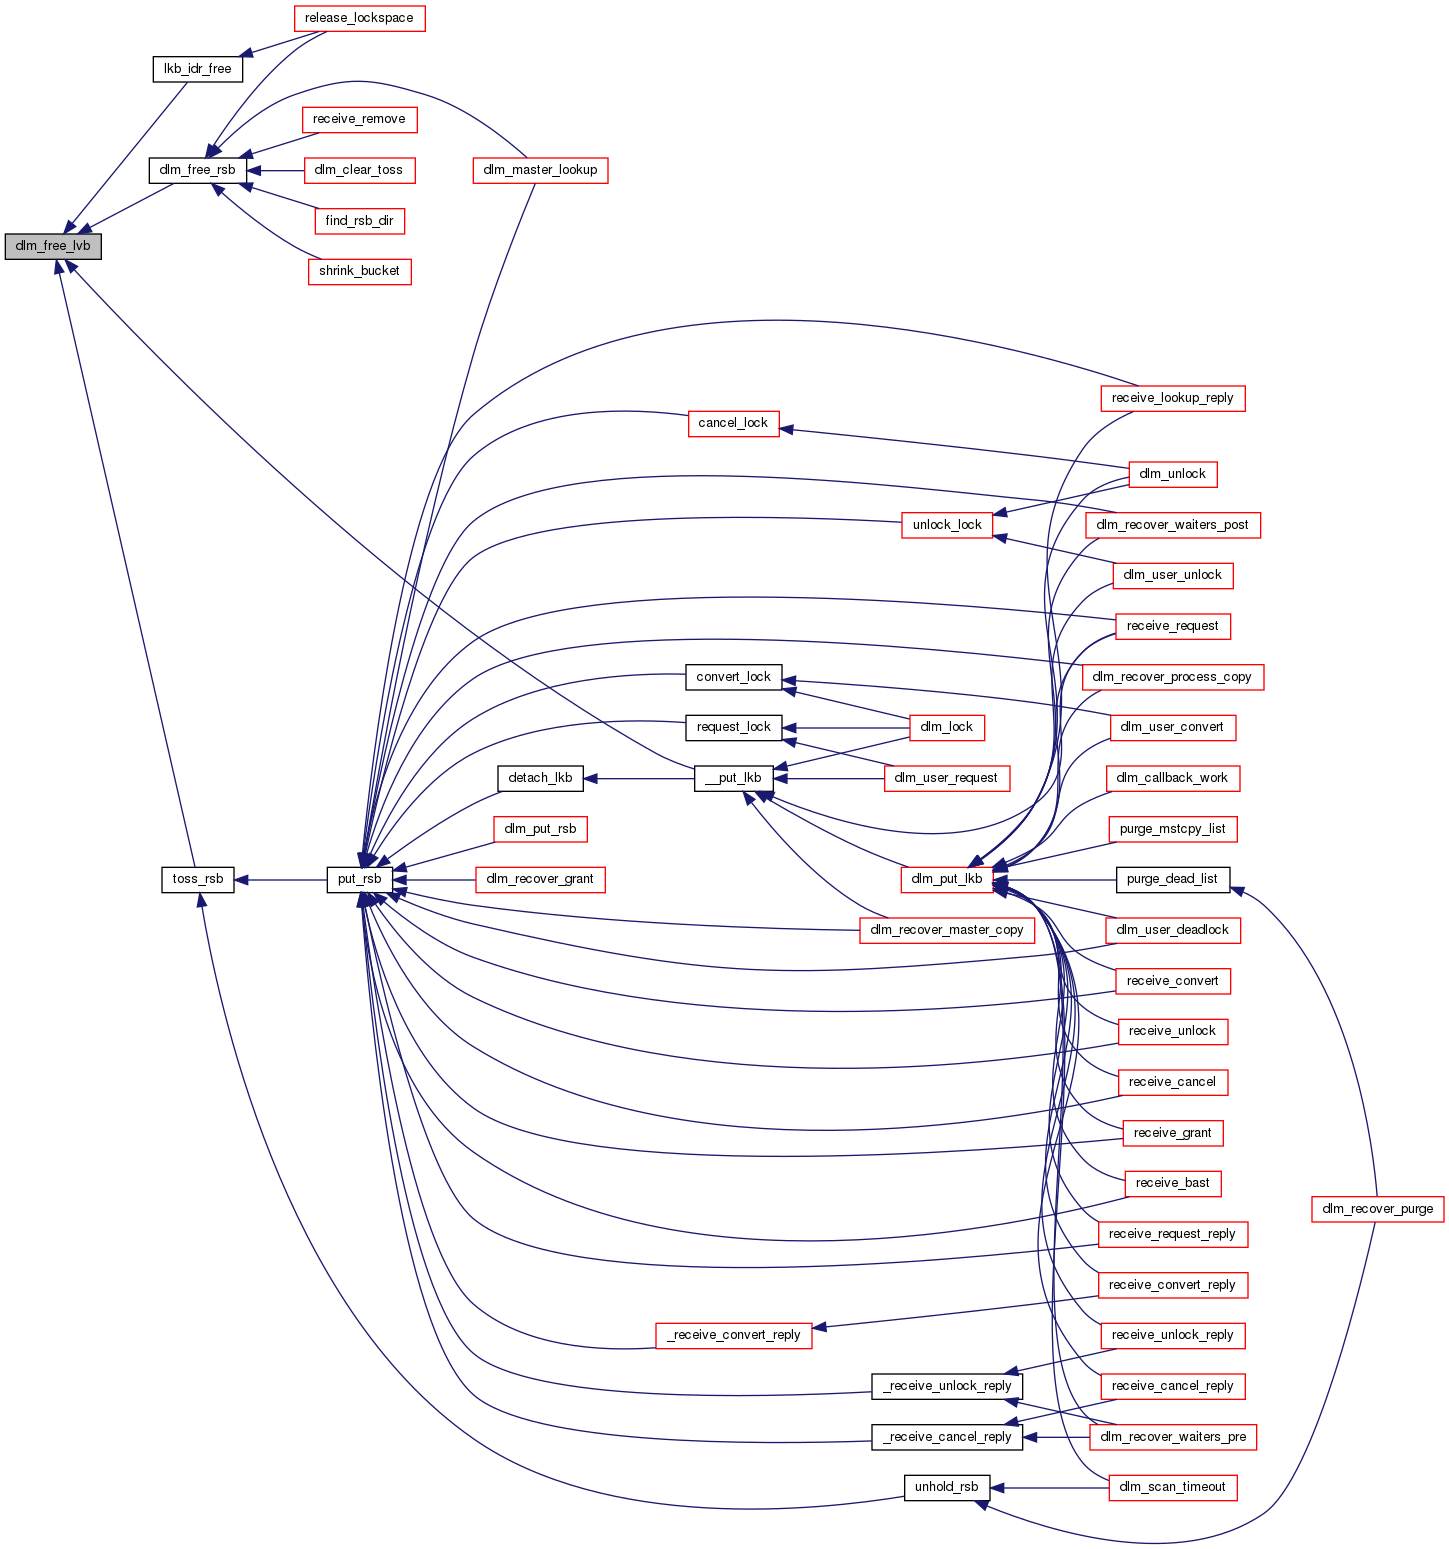 release_lockspace
lkb_idr_free
receive_remove
dlm_free_rsb
dlm_clear_toss
dlm_master_lookup
find_rsb_dir
dlm_free_lvb
shrink_bucket
receive_lookup_reply
cancel_lock
dlm_unlock
unlock_lock
dlm_recover_waiters_post
dlm_user_unlock
receive_request
convert_lock
dlm_recover_process_copy
request_lock
dlm_lock
dlm_user_convert
detach_lkb
__put_lkb
dlm_user_request
dlm_callback_work
dlm_put_rsb
purge_mstcpy_list
toss_rsb
put_rsb
dlm_recover_grant
dlm_put_lkb
purge_dead_list
dlm_recover_master_copy
dlm_user_deadlock
receive_convert
receive_unlock
receive_cancel
receive_grant
receive_bast
dlm_recover_purge
receive_request_reply
receive_convert_reply
_receive_convert_reply
receive_unlock_reply
_receive_unlock_reply
receive_cancel_reply
_receive_cancel_reply
dlm_recover_waiters_pre
unhold_rsb
dlm_scan_timeout